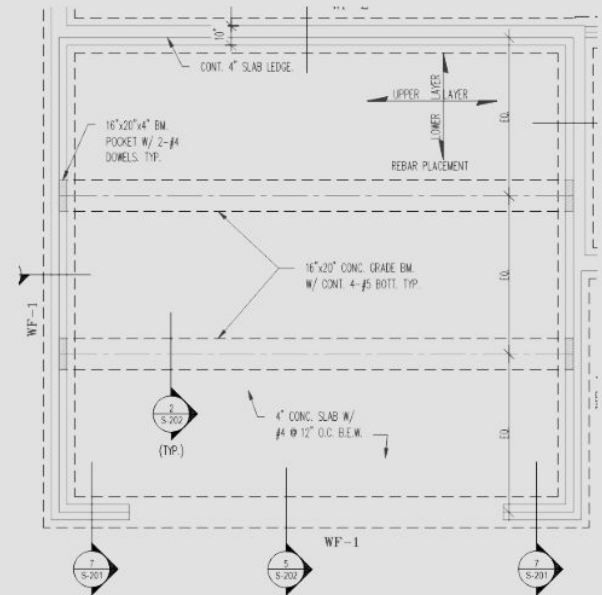 10"
CONT. 4" SLAB LEDGE.
UPPER LAYER
LOWER LAYER
REBAR PLACEMENT
EQ.
16"x20"x4" BM.
POCKET W/ 2-#4
DOWELS. TYP.
16"x20" CONC. GRADE BM.
W/ CONT. 4-#5 BOTT. TYP.
EQ.
WF-1
2
S-202
(TYP.)
4" CONC. SLAB W/
#4 @ 12" O.C. B.E.W.
EQ.
WF-1
7
S-201
5
S-202
7
S-201